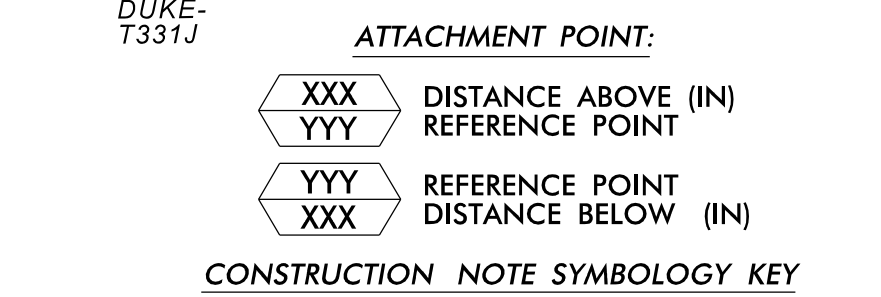 DUKE-
T331J
ATTACHMENT POINT:
XXX DISTANCE ABOVE (IN)
YYY REFERENCE POINT
YYY REFERENCE POINT
XXX DISTANCE BELOW (IN)
CONSTRUCTION NOTE SYMBOLOGY KEY